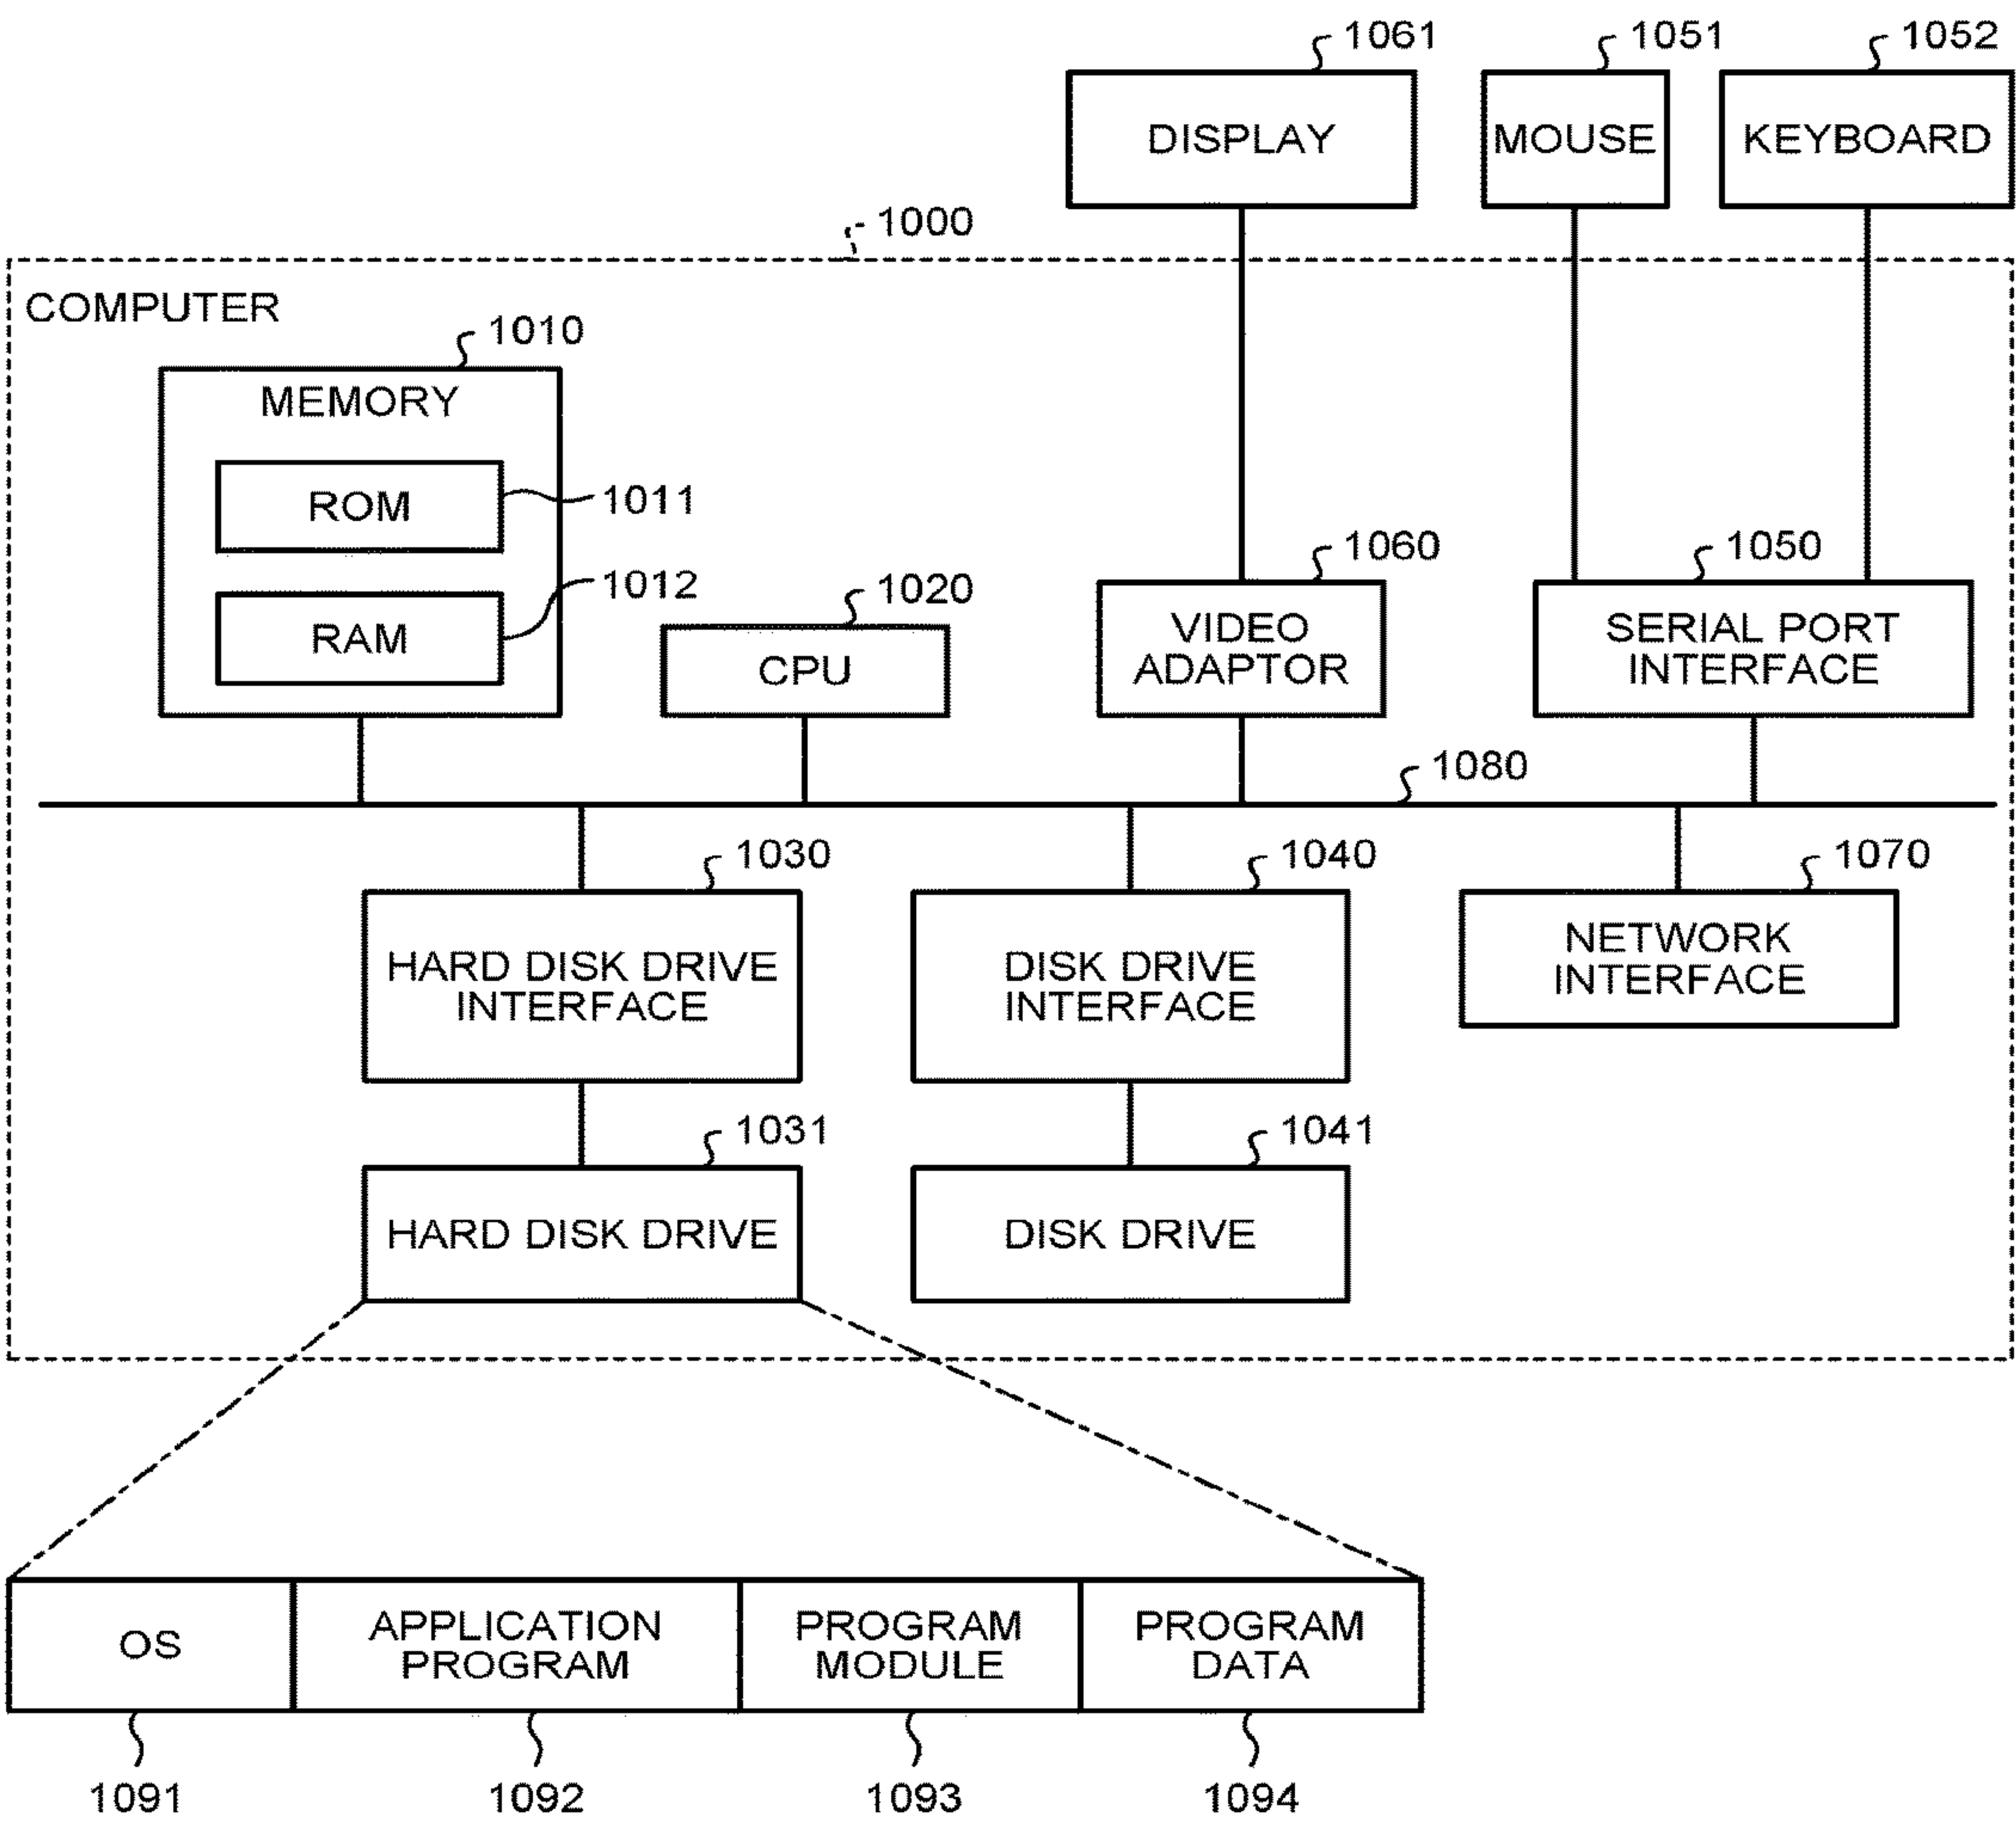 1061
1051
1052
DISPLAY
MOUSE
KEYBOARD
1000
COMPUTER
1010
MEMORY
ROM
1011
RAM
1012
1020
CPU
1060
VIDEO
ADAPTOR
1050
SERIAL PORT
INTERFACE
1080
1030
HARD DISK DRIVE
INTERFACE
1040
DISK DRIVE
INTERFACE
1070
NETWORK
INTERFACE
1031
HARD DISK DRIVE
1041
DISK DRIVE
OS
APPLICATION
PROGRAM
PROGRAM
MODULE
PROGRAM
DATA
1091
1092
1093
1094